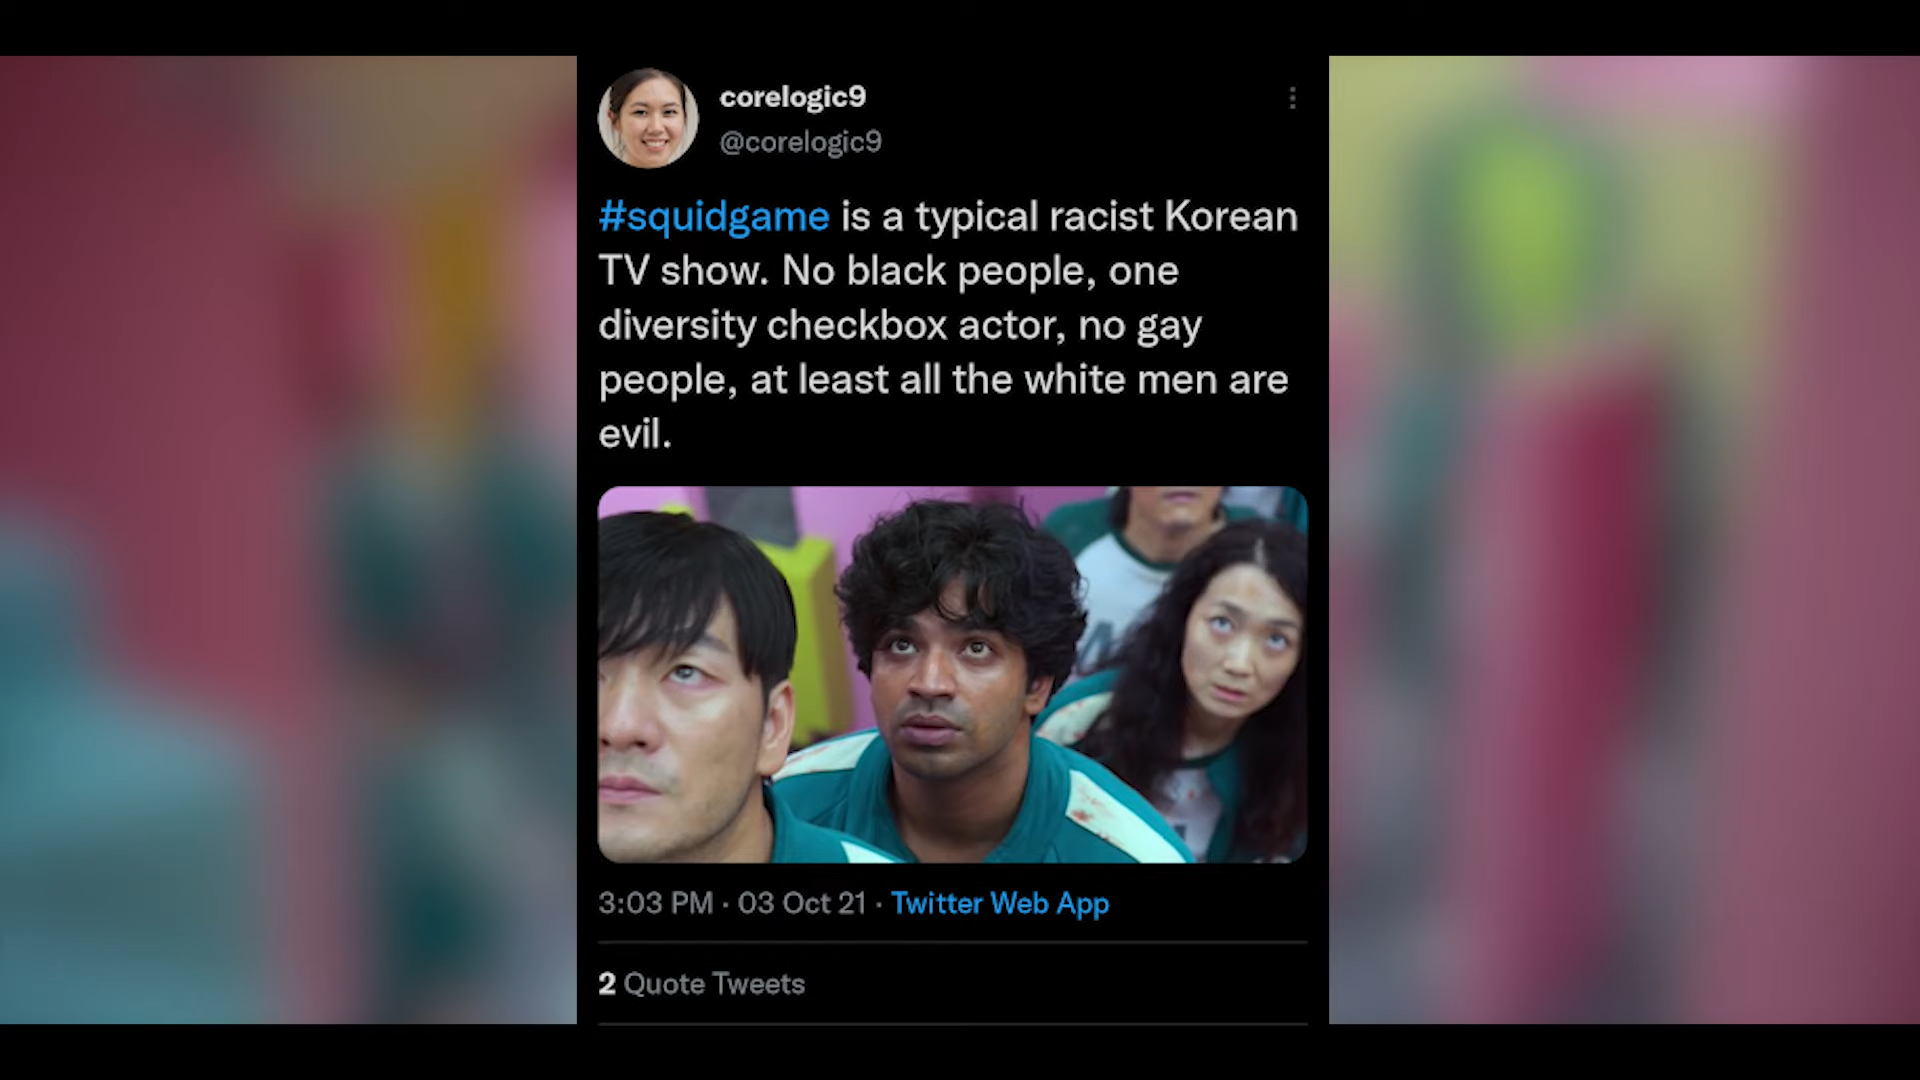 corelogic9
@corelogic9
#squidgame is a typical racist Korean
TV show. No black people, one
diversity checkbox actor, no gay
people, at least all the white men are
evil.
3:03 PM · 03 Oct 21 · Twitter Web App
2 Quote Tweets